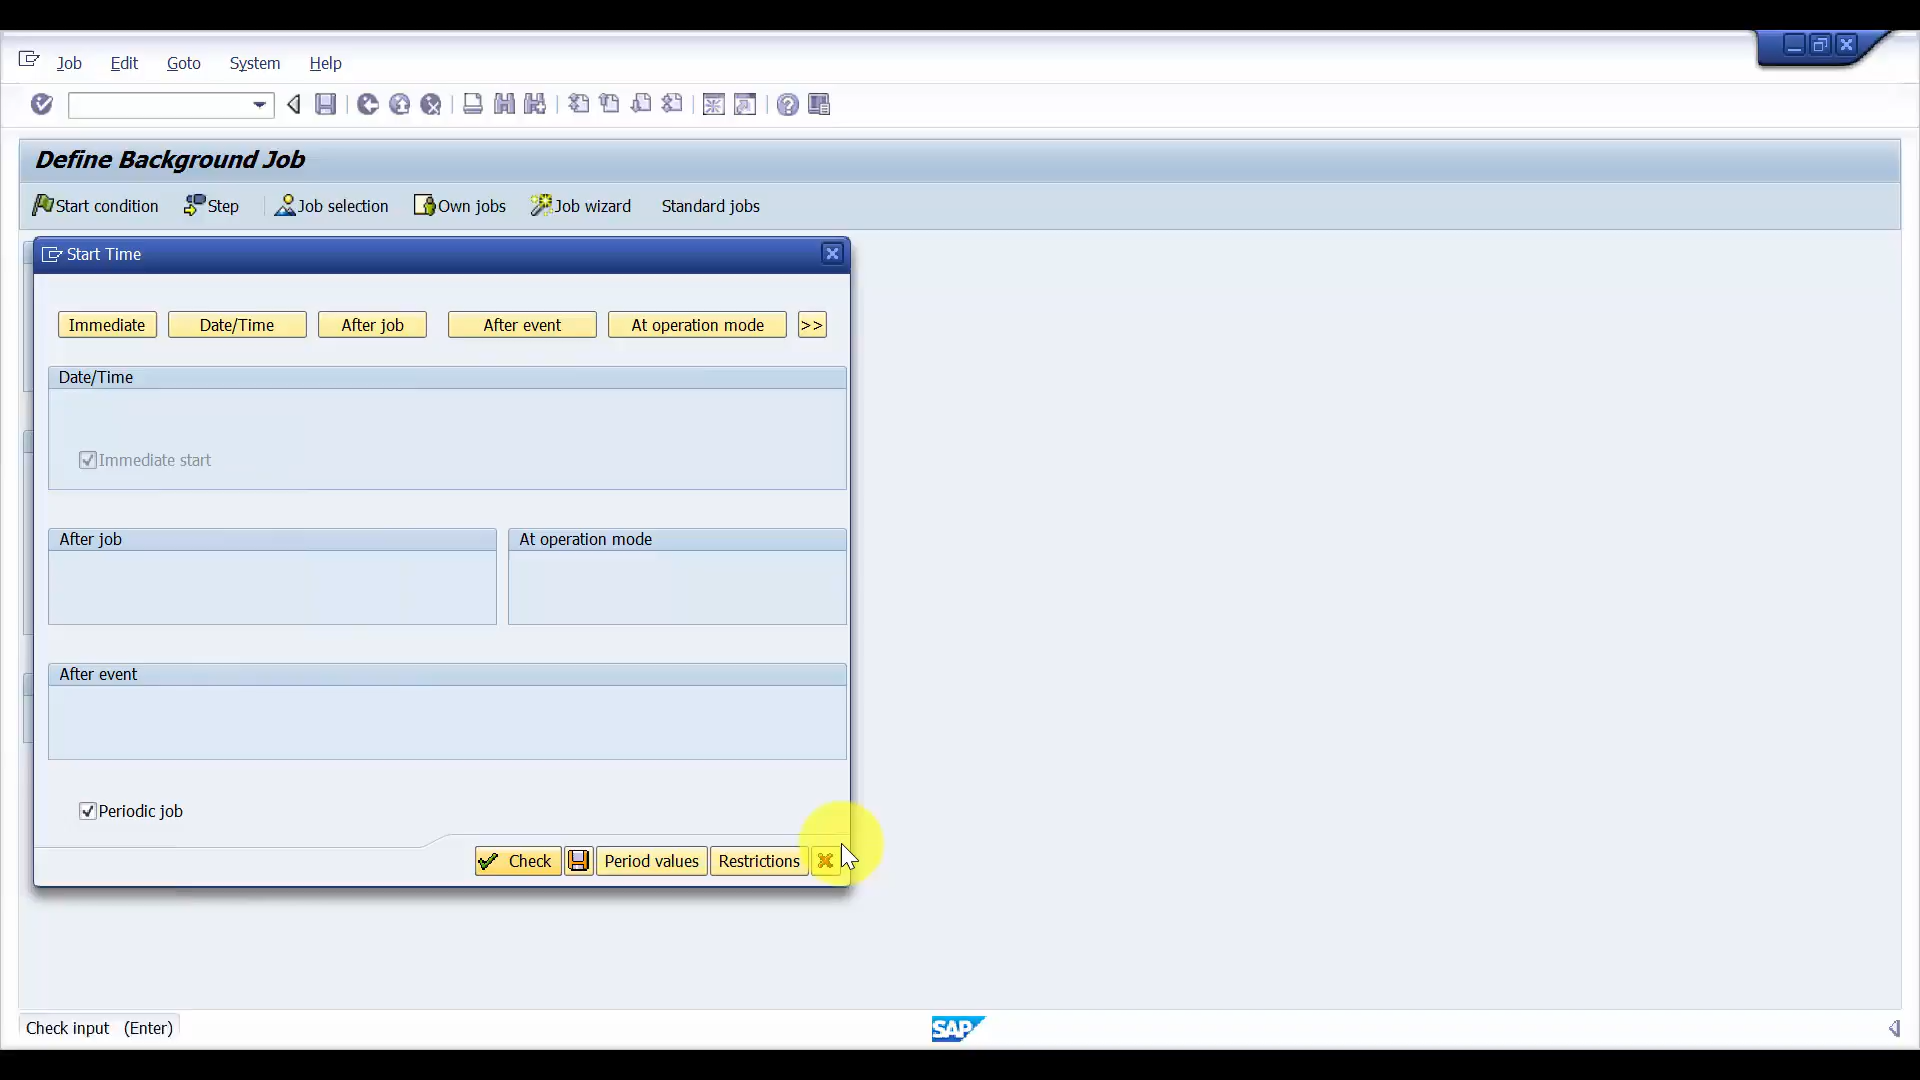 Job Edit Goto System Help
Define Background Job
Start condition Step Job selection Own jobs Job wizard Standard jobs
Start Time
Immediate Date/Time After job After event At operation mode >>
Date/Time
Immediate start
After job At operation mode
After event
Periodic job
Check Period values Restrictions
Check input (Enter) SAP